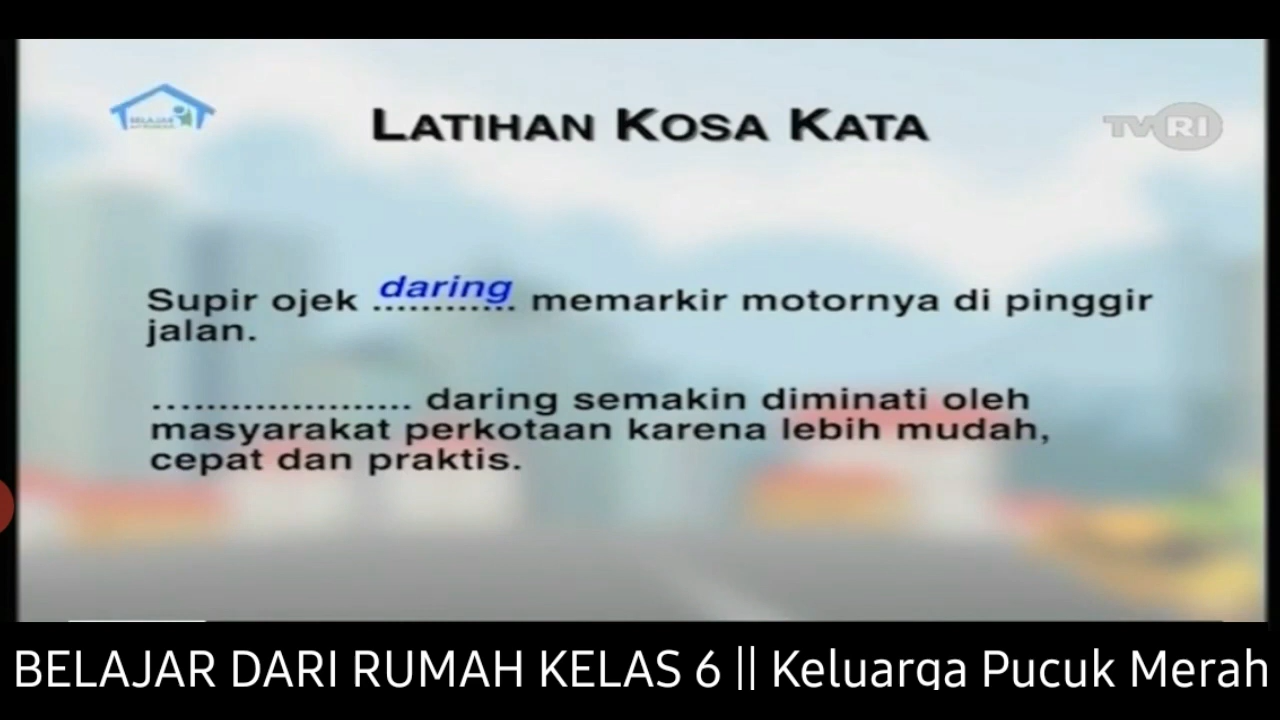 BELAJAR
LATIHAN KOSA KATA
TVRI
Supir ojek ...daring... memarkir motornya di pinggir
jalan.
........................ daring semakin diminati oleh
masyarakat perkotaan karena lebih mudah,
cepat dan praktis.
BELAJAR DARI RUMAH KELAS 6 || Keluarga Pucuk Merah